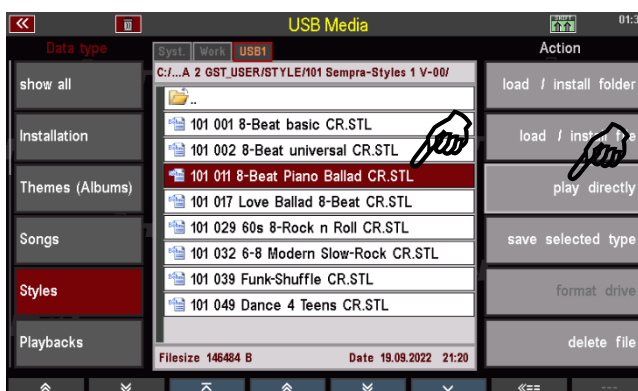 USB Media
SHIFT
01:3
Data type
Syst. Work USB1
Action
C:/...A 2 GST_USER/STYLE/101 Sempra-Styles 1 V-00/
show all
..
load / install folder
101 001 8-Beat basic CR.STL
Installation
101 002 8-Beat universal CR.STL
load / install file
101 011 8-Beat Piano Ballad CR.STL
Themes (Albums)
play directly
101 017 Love Ballad 8-Beat CR.STL
101 029 60s 8-Rock n Roll CR.STL
Songs
save selected type
101 032 6-8 Modern Slow-Rock CR.STL
101 039 Funk-Shuffle CR.STL
Styles
format drive
101 049 Dance 4 Teens CR.STL
Playbacks
delete file
Filesize 146484 B Date 19.09.2022 21:20
<<==
---